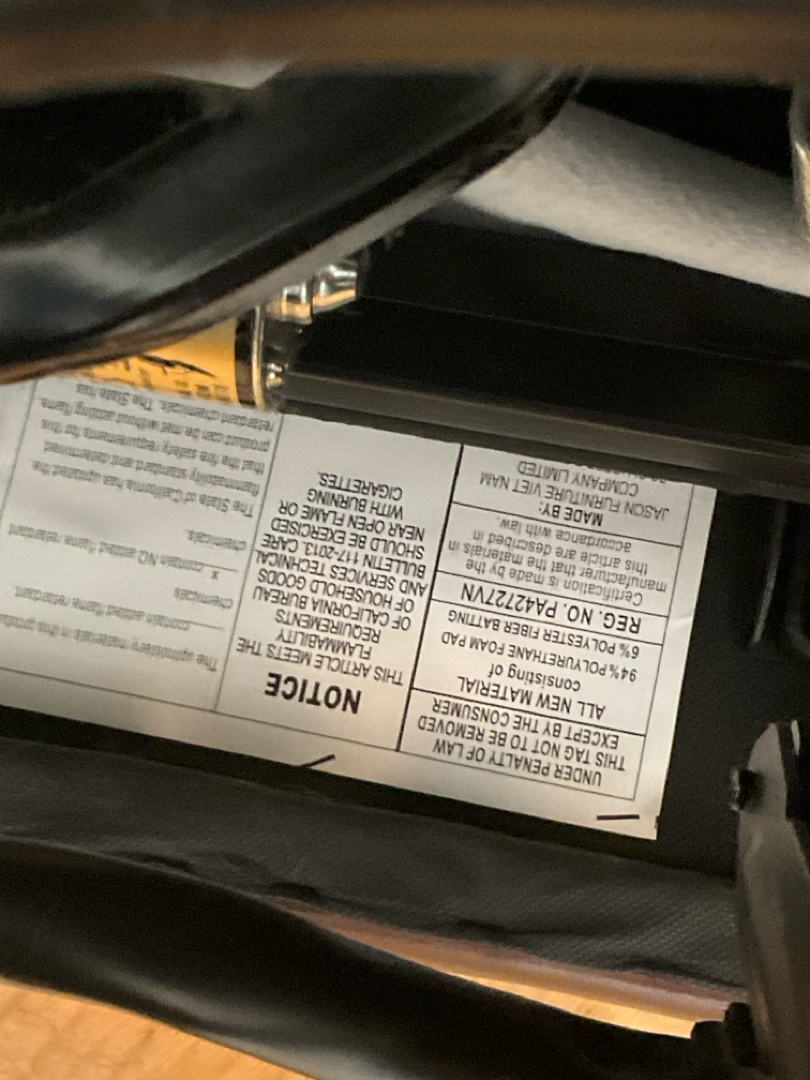 UNDER PENALTY OF LAW
THIS TAG NOT TO BE REMOVED
EXCEPT BY THE CONSUMER
ALL NEW MATERIAL
consisting of
94% POLYURETHANE FOAM PAD
6% POLYESTER FIBER BATTING
REG. NO. PA42727VN
Certification is made by the
manufacturer that the materials in
this article are described in
accordance with law.
MADE BY:
JASON FURNITURE VIET NAM
COMPANY LIMITED
NOTICE
THIS ARTICLE MEETS THE
FLAMMABILITY
REQUIREMENTS
OF CALIFORNIA BUREAU
OF HOUSEHOLD GOODS
AND SERVICES TECHNICAL
BULLETIN 117-2013. CARE
SHOULD BE EXERCISED
NEAR OPEN FLAME OR
WITH BURNING
CIGARETTES.
The upholstery materials in this product
contain added flame retardant
chemicals
x contain NO added flame retardant
chemicals.
The State of California has updated the
flammability standard and determined
that the fire safety requirements for this
product can be met without adding flame
retardant chemicals. The State has